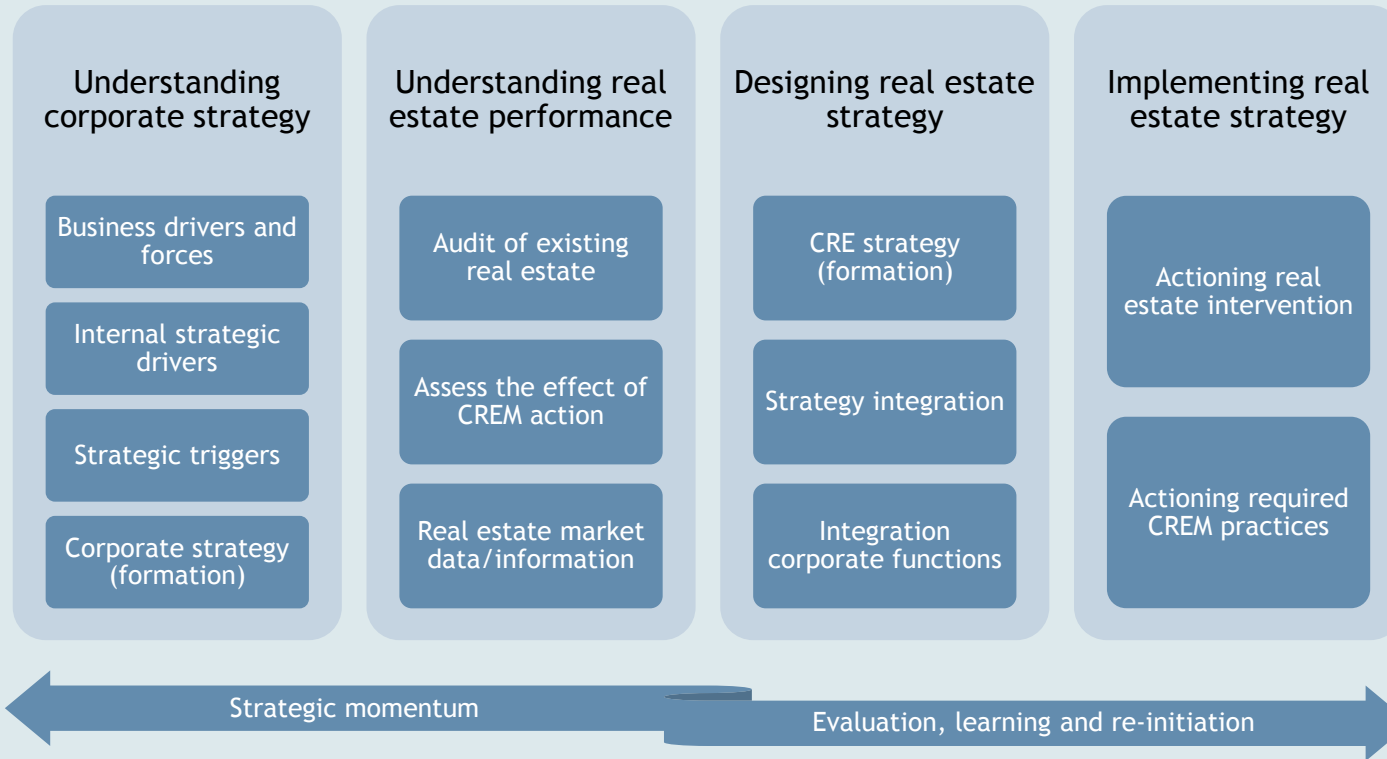 Understanding
corporate strategy
Business drivers and
forces
Internal strategic
drivers
Strategic triggers
Corporate strategy
(formation)
Understanding real
estate performance
Audit of existing
real estate
Assess the effect of
CREM action
Real estate market
data/information
Designing real estate
strategy
CRE strategy
(formation)
Strategy integration
Integration
corporate functions
Implementing real
estate strategy
Actioning real
estate intervention
Actioning required
CREM practices
Strategic momentum
Evaluation, learning and re-initiation